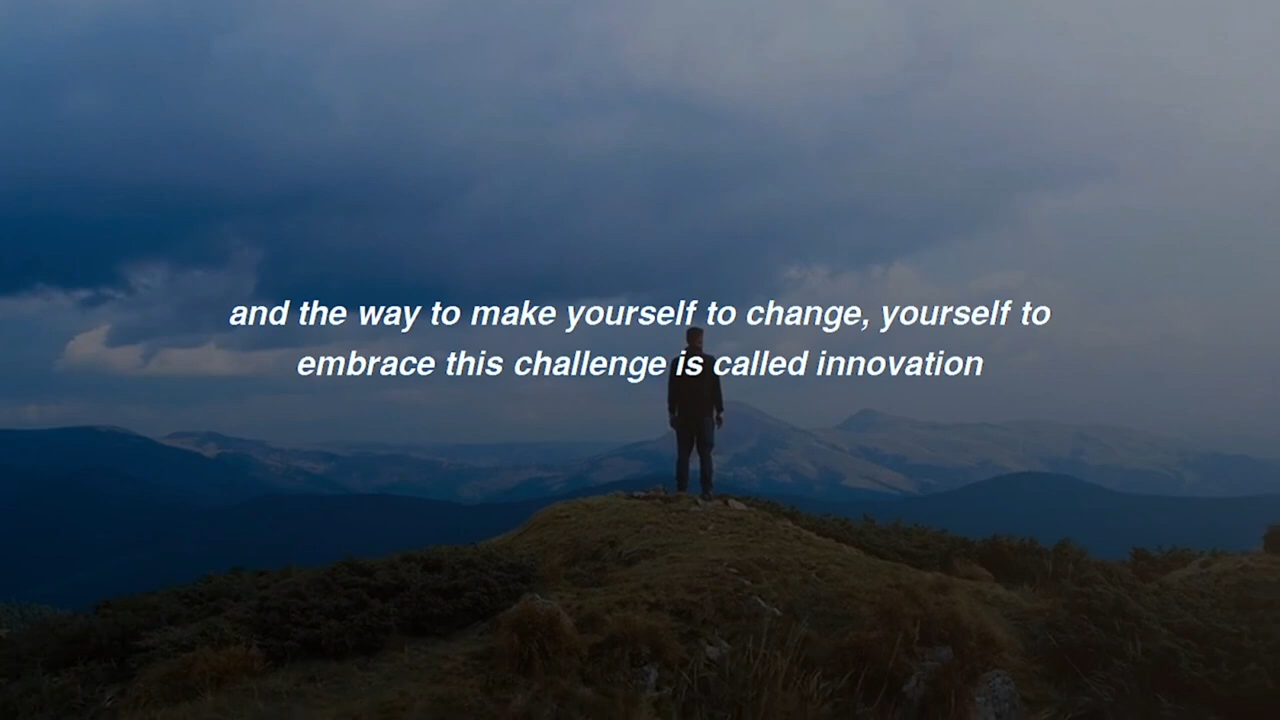 and the way to make yourself to change, yourself to
embrace this challenge is called innovation